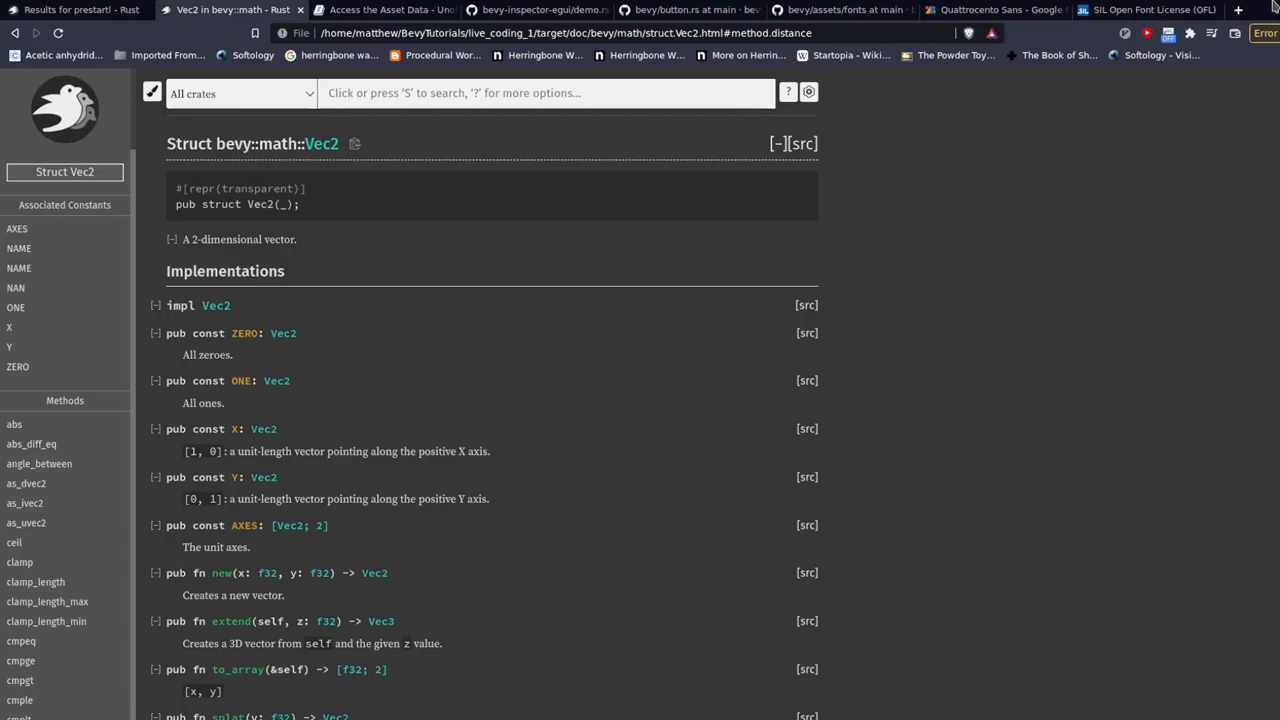 Results for prestartl - Rust
Vec2 in bevy::math - Rust
Access the Asset Data - Uno
bevy-inspector-egui/demo.rs
bevy/button.rs at main · bev
bevy/assets/fonts at main ·
Quattrocento Sans - Google
SIL Open Font License (OFL)
File
/home/matthew/BevyTutorials/live_coding_1/target/doc/bevy/math/struct.Vec2.html#method.distance
OFF
Error
Acetic anhydrid...
Imported From...
Softology
herringbone wa...
Procedural Wor...
Herringbone W...
Herringbone W...
More on Herrin...
Startopia - Wiki...
The Powder Toy...
The Book of Sh...
Softology - Visi...
All crates
Click or press 'S' to search, '?' for more options...
?
Struct Vec2
Associated Constants
AXES
NAME
NAME
NAN
ONE
X
Y
ZERO
Methods
abs
abs_diff_eq
angle_between
as_dvec2
as_ivec2
as_uvec2
ceil
clamp
clamp_length
clamp_length_max
clamp_length_min
cmpeq
cmpge
cmpgt
cmple
cmplt
Struct bevy::math::Vec2 [−][src]
#[repr(transparent)]
pub struct Vec2(_);
[−] A 2-dimensional vector.
Implementations
[−] impl Vec2 [src]
[−] pub const ZERO: Vec2 [src]
All zeroes.
[−] pub const ONE: Vec2 [src]
All ones.
[−] pub const X: Vec2 [src]
[1, 0]: a unit-length vector pointing along the positive X axis.
[−] pub const Y: Vec2 [src]
[0, 1]: a unit-length vector pointing along the positive Y axis.
[−] pub const AXES: [Vec2; 2] [src]
The unit axes.
[−] pub fn new(x: f32, y: f32) -> Vec2 [src]
Creates a new vector.
[−] pub fn extend(self, z: f32) -> Vec3 [src]
Creates a 3D vector from self and the given z value.
[−] pub fn to_array(&self) -> [f32; 2] [src]
[x, y]
[−] pub fn splat(v: f32) -> Vec2 [src]